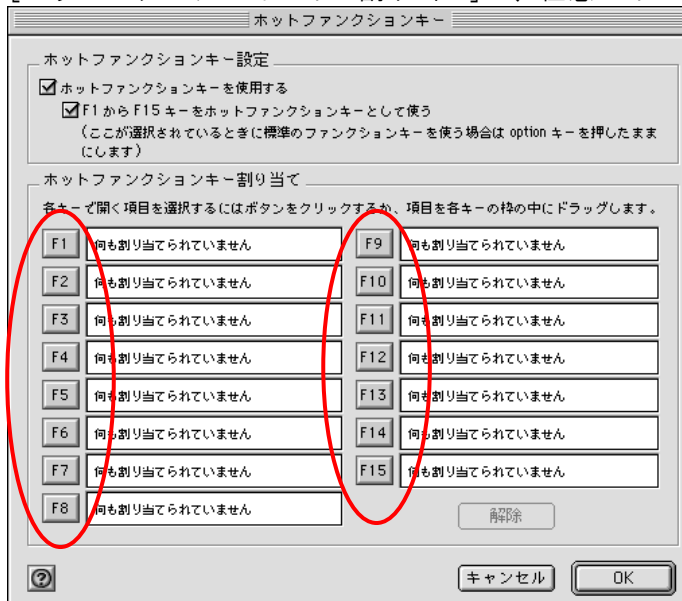 ホットファンクションキー
ホットファンクションキー設定
ホットファンクションキーを使用する
F1 から F15 キーをホットファンクションキーとして使う
(ここが選択されているときに標準のファンクションキーを使う場合は option キーを押したまま
にします)
ホットファンクションキー割り当て
各キーで開く項目を選択するにはボタンをクリックするか、項目を各キーの枠の中にドラッグします。
F1 何も割り当てられていません F9 何も割り当てられていません
F2 何も割り当てられていません F10 何も割り当てられていません
F3 何も割り当てられていません F11 何も割り当てられていません
F4 何も割り当てられていません F12 何も割り当てられていません
F5 何も割り当てられていません F13 何も割り当てられていません
F6 何も割り当てられていません F14 何も割り当てられていません
F7 何も割り当てられていません F15 何も割り当てられていません
F8 何も割り当てられていません 解除
? キャンセル OK